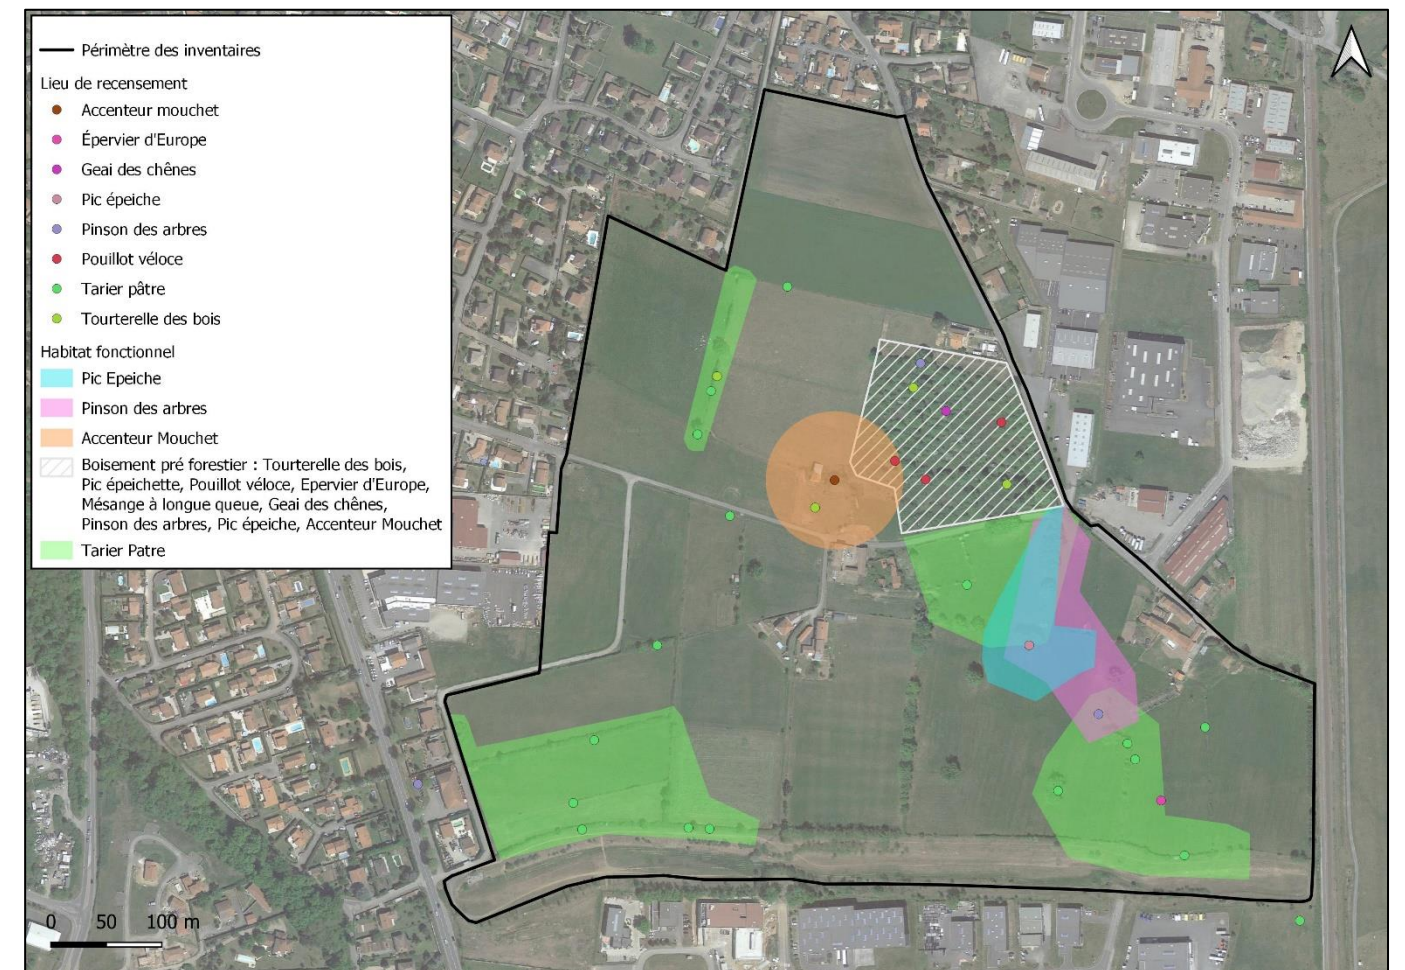 Périmètre des inventaires
Lieu de recensement
Accenteur mouchet
Épervier d'Europe
Geai des chênes
Pic épeiche
Pinson des arbres
Pouillot véloce
Tarier pâtre
Tourterelle des bois
Habitat fonctionnel
Pic Epeiche
Pinson des arbres
Accenteur Mouchet
Boisement pré forestier : Tourterelle des bois,
Pic épeichette, Pouillot véloce, Epervier d'Europe,
Mésange à longue queue, Geai des chênes,
Pinson des arbres, Pic épeiche, Accenteur Mouchet
Tarier Patre
0 50 100 m